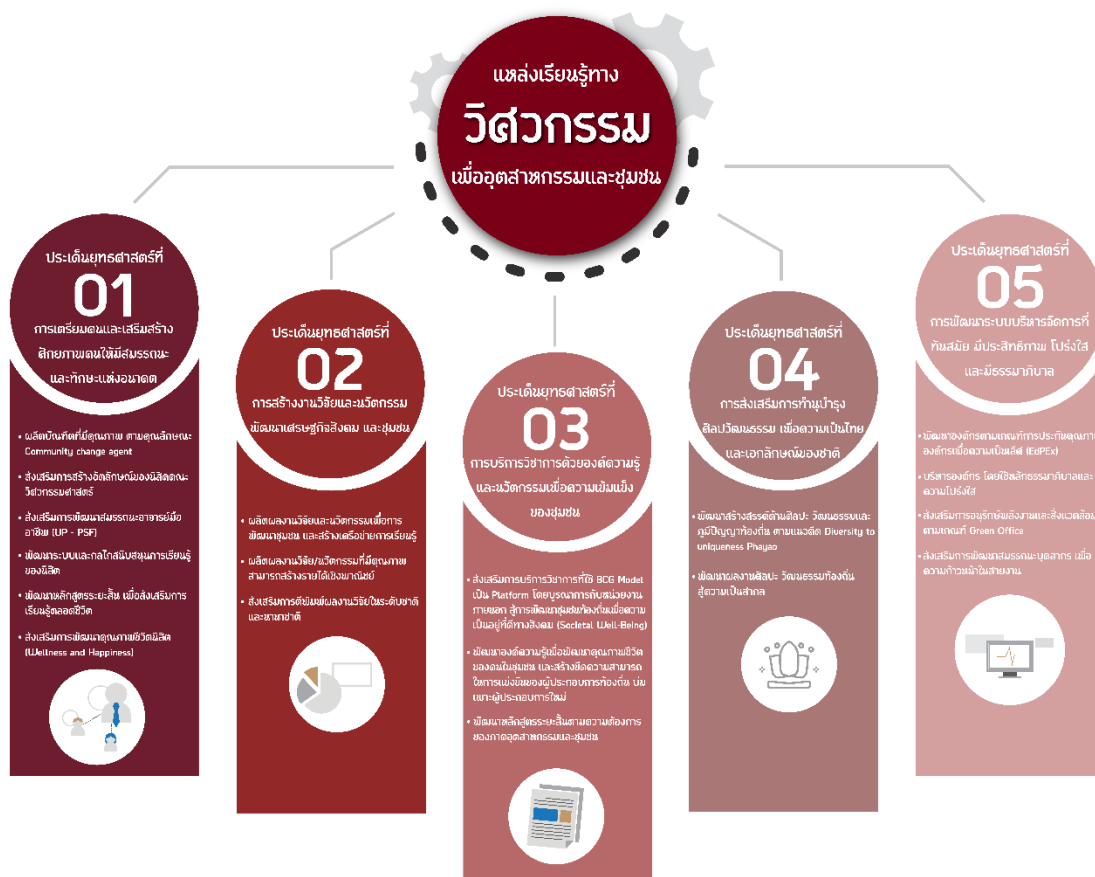 แหล่งเรียนรู้ทาง
วิศวกรรม
เพื่ออุตสาหกรรมและชุมชน
ประเด็นยุทธศาสตร์ที่
01
การเตรียมคนและเสริมสร้าง
ศักยภาพคนให้มีสมรรถนะ
และทักษะแห่งอนาคต
• ผลิตบัณฑิตที่มีคุณภาพ ตามคุณลักษณะ
Community change agent
• ส่งเสริมการสร้างอัตลักษณ์ของนิสิตคณะ
วิศวกรรมศาสตร์
• ส่งเสริมการพัฒนาสมรรถนะอาจารย์มือ
อาชีพ (UP - PSF)
• พัฒนาระบบและกลไกสนับสนุนการเรียนรู้
ของนิสิต
• พัฒนาหลักสูตรระยะสั้น เพื่อส่งเสริมการ
เรียนรู้ตลอดชีวิต
• ส่งเสริมการพัฒนาคุณภาพชีวิตนิสิต
(Wellness and Happiness)
ประเด็นยุทธศาสตร์ที่
02
การสร้างงานวิจัยและนวัตกรรม
พัฒนาเศรษฐกิจสังคม และชุมชน
• ผลิตผลงานวิจัยและนวัตกรรมเพื่อการ
พัฒนาชุมชน และสร้างเครือข่ายการเรียนรู้
• ผลิตผลงานวิจัย/นวัตกรรมที่มีคุณภาพ
สามารถสร้างรายได้เชิงพาณิชย์
• ส่งเสริมการตีพิมพ์ผลงานวิจัยในระดับชาติ
และนานาชาติ
ประเด็นยุทธศาสตร์ที่
03
การบริการวิชาการด้วยองค์ความรู้
และนวัตกรรมเพื่อความเข้มแข็ง
ของชุมชน
• ส่งเสริมการบริการวิชาการที่ใช้ BCG Model
เป็น Platform โดยบูรณาการกับหน่วยงาน
ภายนอก สู่การพัฒนาชุมชนท้องถิ่นเพื่อความ
เป็นอยู่ที่ดีทางสังคม (Societal Well-Being)
• พัฒนาองค์ความรู้เพื่อพัฒนาคุณภาพชีวิต
ของคนในชุมชน และสร้างขีดความสามารถ
ในการแข่งขันของผู้ประกอบการท้องถิ่น บ่ม
เพาะผู้ประกอบการใหม่
• พัฒนาหลักสูตรระยะสั้นตามความต้องการ
ของภาคอุตสาหกรรมและชุมชน
ประเด็นยุทธศาสตร์ที่
04
การส่งเสริมการทำนุบำรุง
ศิลปวัฒนธรรม เพื่อความเป็นไทย
และเอกลักษณ์ของชาติ
• พัฒนาสร้างสรรค์ด้านศิลปะ วัฒนธรรมและ
ภูมิปัญญาท้องถิ่น ตามแนวคิด Diversity to
uniqueness Phayao
• พัฒนาผลงานศิลปะ วัฒนธรรมท้องถิ่น
สู่ความเป็นสากล
ประเด็นยุทธศาสตร์ที่
05
การพัฒนาระบบบริหารจัดการที่
ทันสมัย มีประสิทธิภาพ โปร่งใส
และมีธรรมาภิบาล
• พัฒนาองค์กรตามเกณฑ์การประกันคุณภา
องค์กรเพื่อความเป็นเลิศ (EdPEx)
• บริหารองค์กร โดยใช้หลักธรรมาภิบาลและ
ความโปร่งใส
• ส่งเสริมการอนุรักษ์พลังงานและสิ่งแวดล้อม
ตามเกณฑ์ Green Office
• ส่งเสริมการพัฒนาสมรรถนะบุคลากร เพื่อ
ความก้าวหน้าในสายงาน